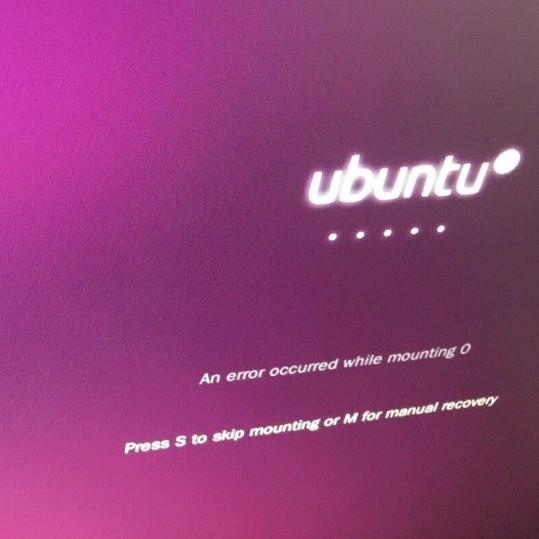 ubuntu
An error occurred while mounting 0
Press S to skip mounting or M for manual recovery